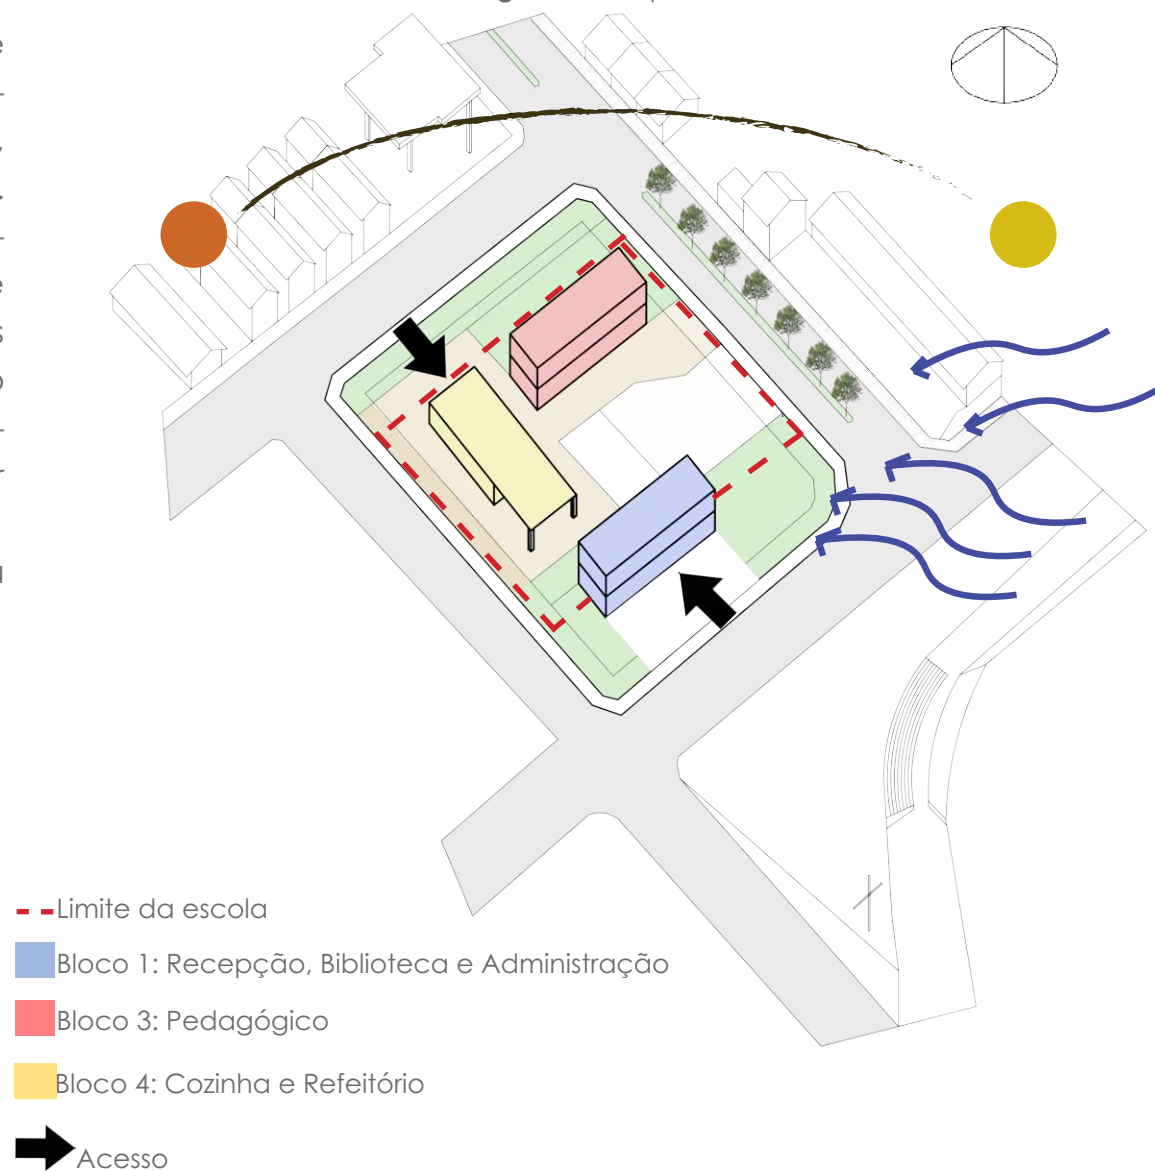 Limite da escola
Bloco 1: Recepção, Biblioteca e Administração
Bloco 3: Pedagógico
Bloco 4: Cozinha e Refeitório
Acesso